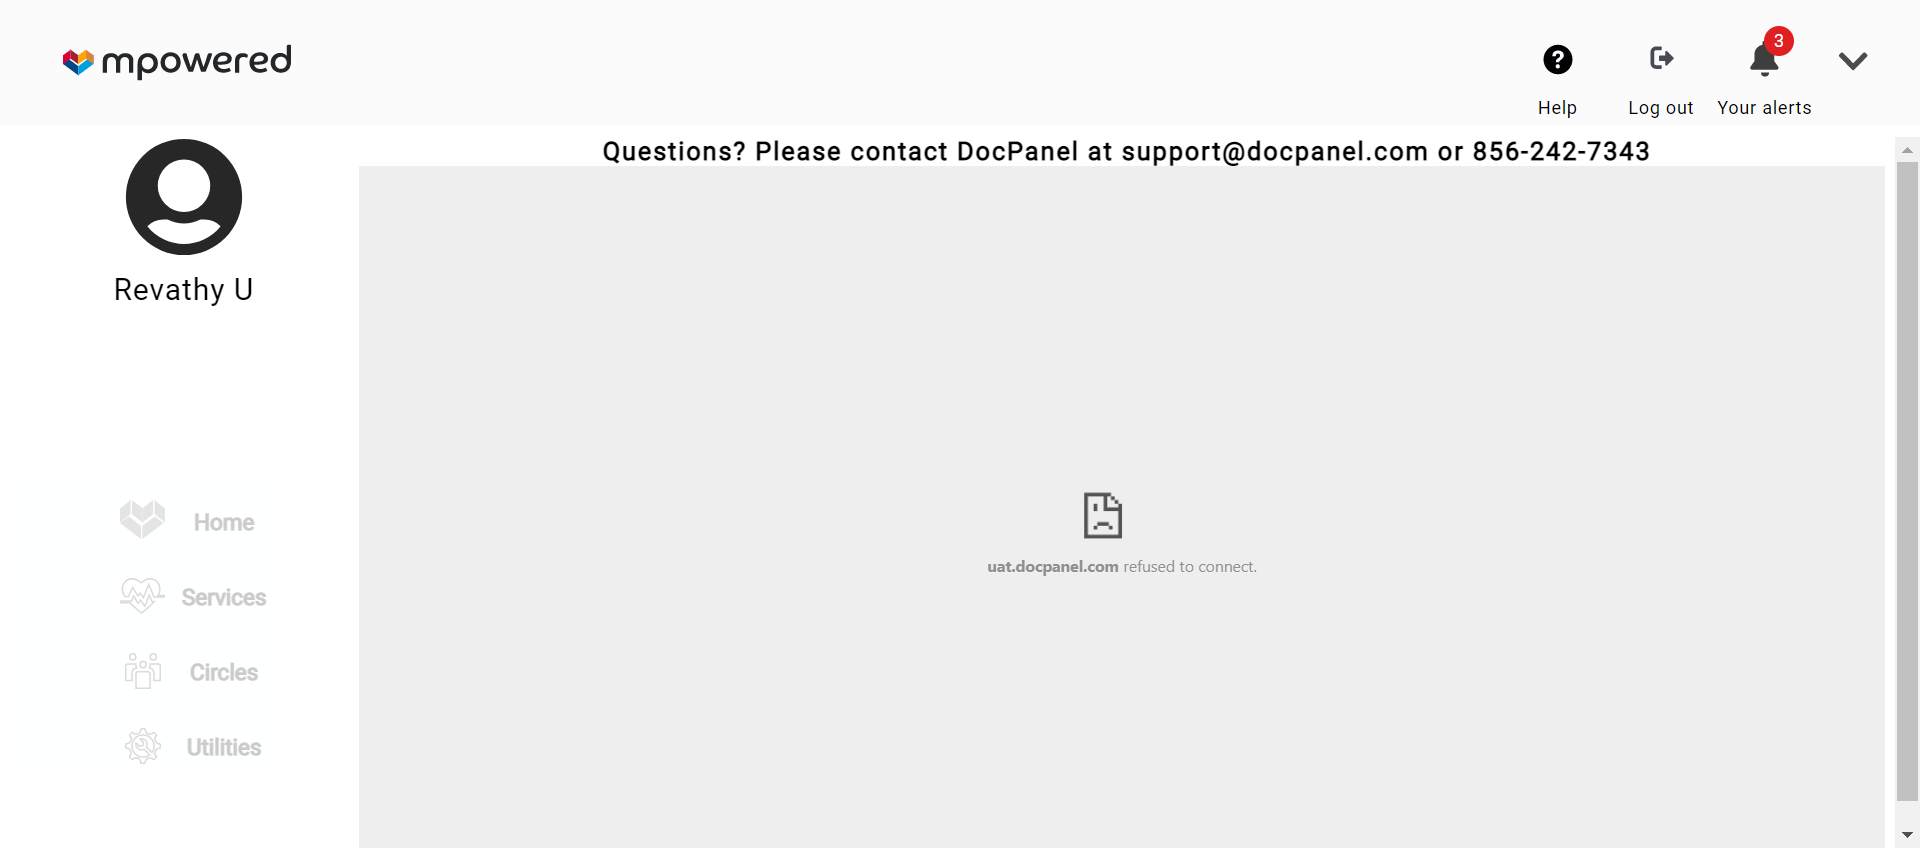 mpowered
Help
Log out
3
Your alerts
Questions? Please contact DocPanel at support@docpanel.com or 856-242-7343
Revathy U
Home
Services
Circles
Utilities
uat.docpanel.com refused to connect.